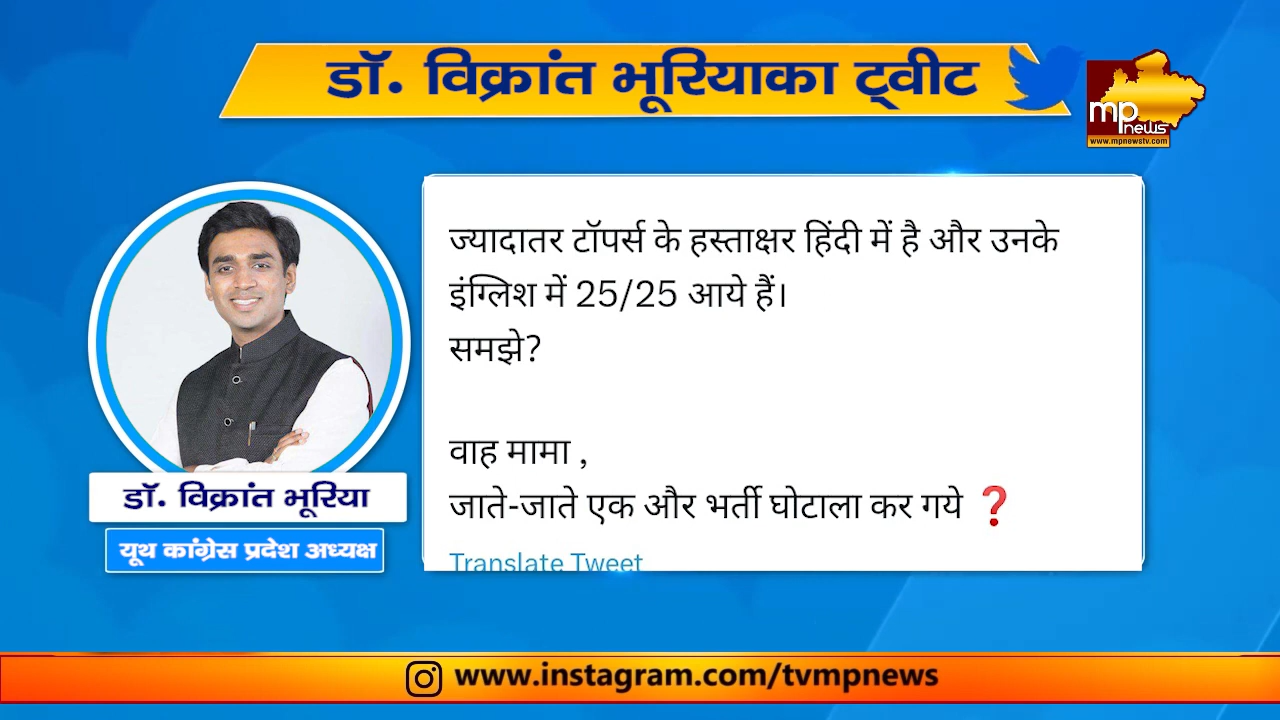 डॉ. विक्रांत भूरियाका ट्वीट
mp
news
www.mpnewstv.com
ज्यादातर टॉपर्स के हस्ताक्षर हिंदी में है और उनके
इंग्लिश में 25/25 आये हैं।
समझे?
वाह मामा ,
जाते-जाते एक और भर्ती घोटाला कर गये ❓
Translate Tweet
डॉ. विक्रांत भूरिया
यूथ कांग्रेस प्रदेश अध्यक्ष
www.instagram.com/tvmpnews